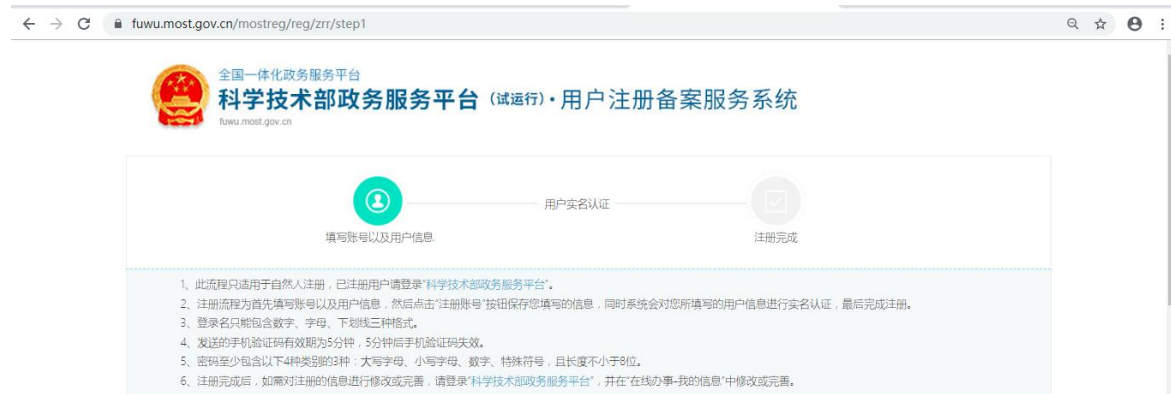 fuwu.most.gov.cn/mostreg/reg/zrr/step1
全国一体化政务服务平台
科学技术部政务服务平台（试运行）·用户注册备案服务系统
fuwu.most.gov.cn
用户实名认证
填写账号以及用户信息
注册完成
1、此流程只适用于自然人注册，已注册用户请登录“科学技术部政务服务平台”。
2、注册流程为首先填写账号以及用户信息，然后点击“注册账号”按钮保存您填写的信息，同时系统会对您所填写的用户信息进行实名认证，最后完成注册。
3、登录名只能包含数字、字母、下划线三种格式。
4、发送的手机验证码有效期为5分钟，5分钟后手机验证码失效。
5、密码至少包含以下4种类别的3种：大写字母、小写字母、数字、特殊符号，且长度不小于8位。
6、注册完成后，如需对注册的信息进行修改或完善，请登录“科学技术部政务服务平台”，并在“在线办事-我的信息”中修改或完善。